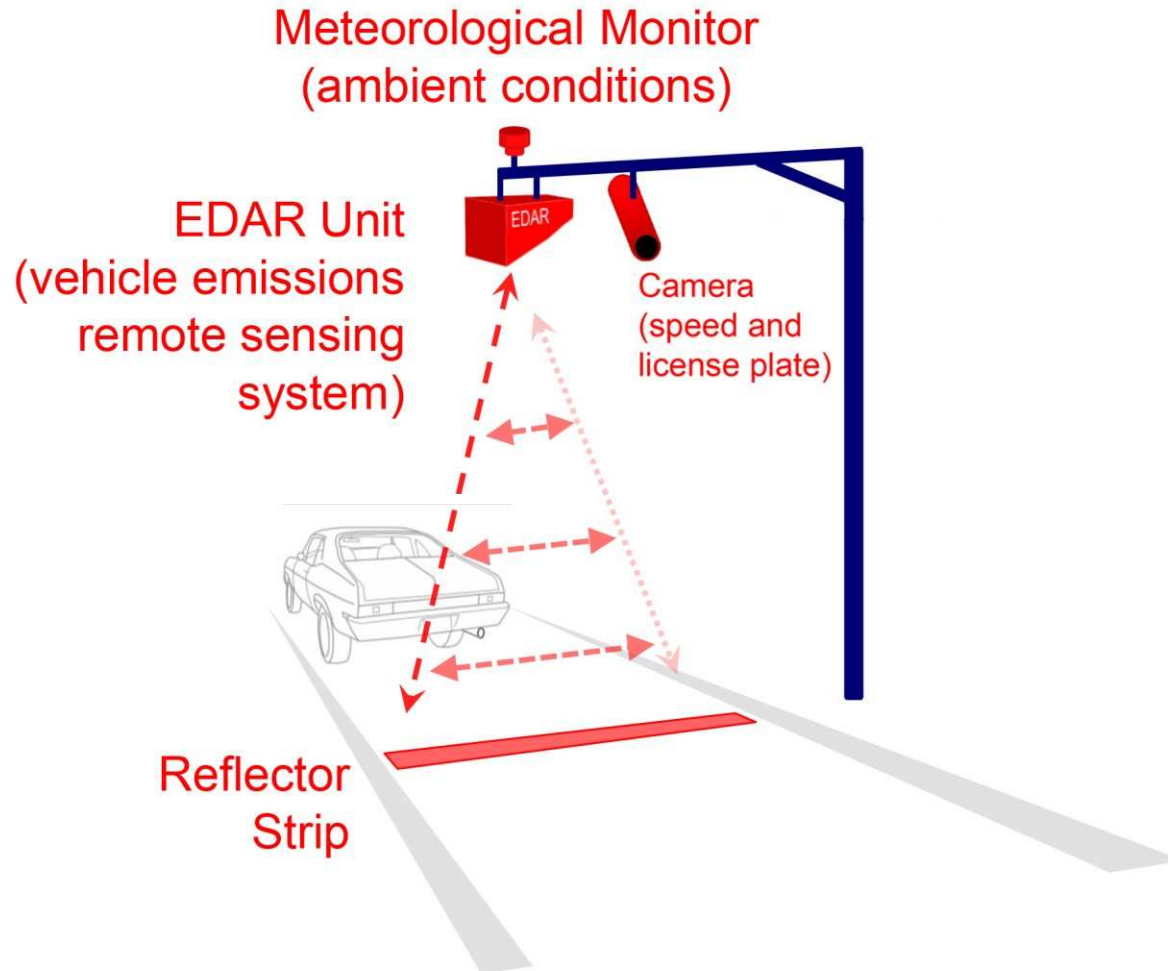 Meteorological Monitor
(ambient conditions)
EDAR Unit
(vehicle emissions
remote sensing
system)
EDAR
Camera
(speed and
license plate)
Reflector
Strip